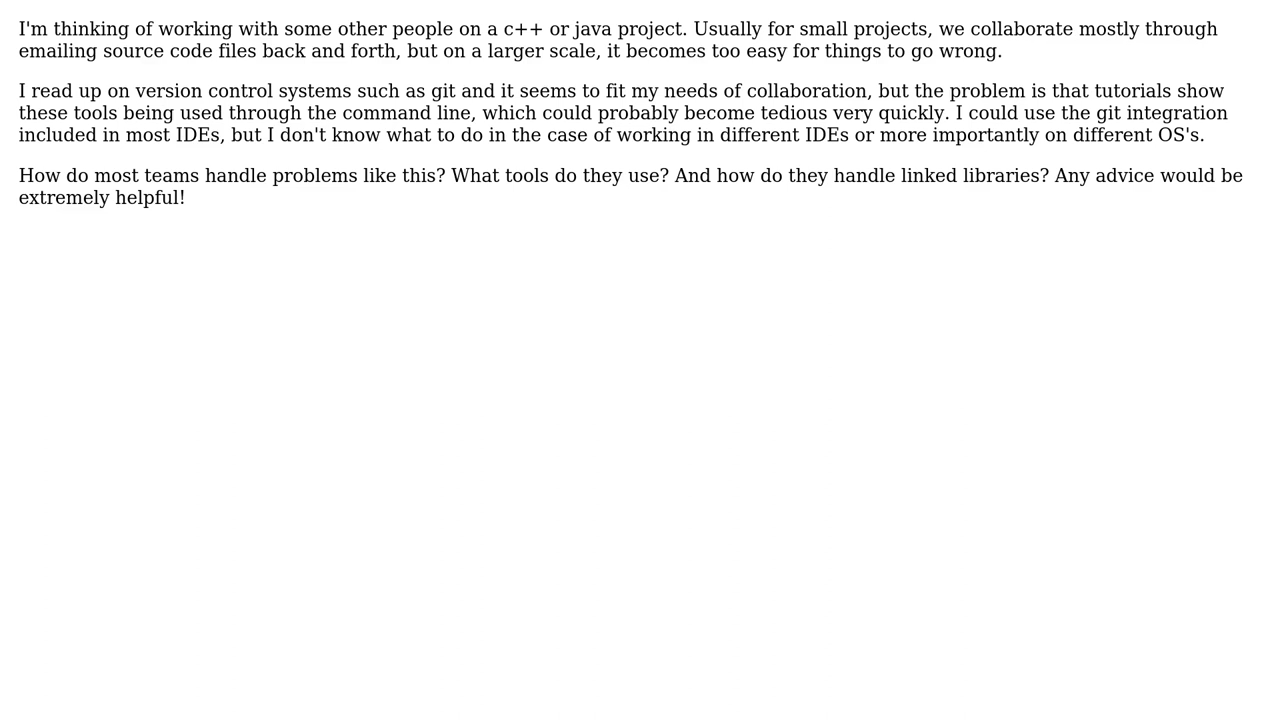 I'm thinking of working with some other people on a c++ or java project. Usually for small projects, we collaborate mostly through
emailing source code files back and forth, but on a larger scale, it becomes too easy for things to go wrong.
I read up on version control systems such as git and it seems to fit my needs of collaboration, but the problem is that tutorials show
these tools being used through the command line, which could probably become tedious very quickly. I could use the git integration
included in most IDEs, but I don't know what to do in the case of working in different IDEs or more importantly on different OS's.
How do most teams handle problems like this? What tools do they use? And how do they handle linked libraries? Any advice would be
extremely helpful!